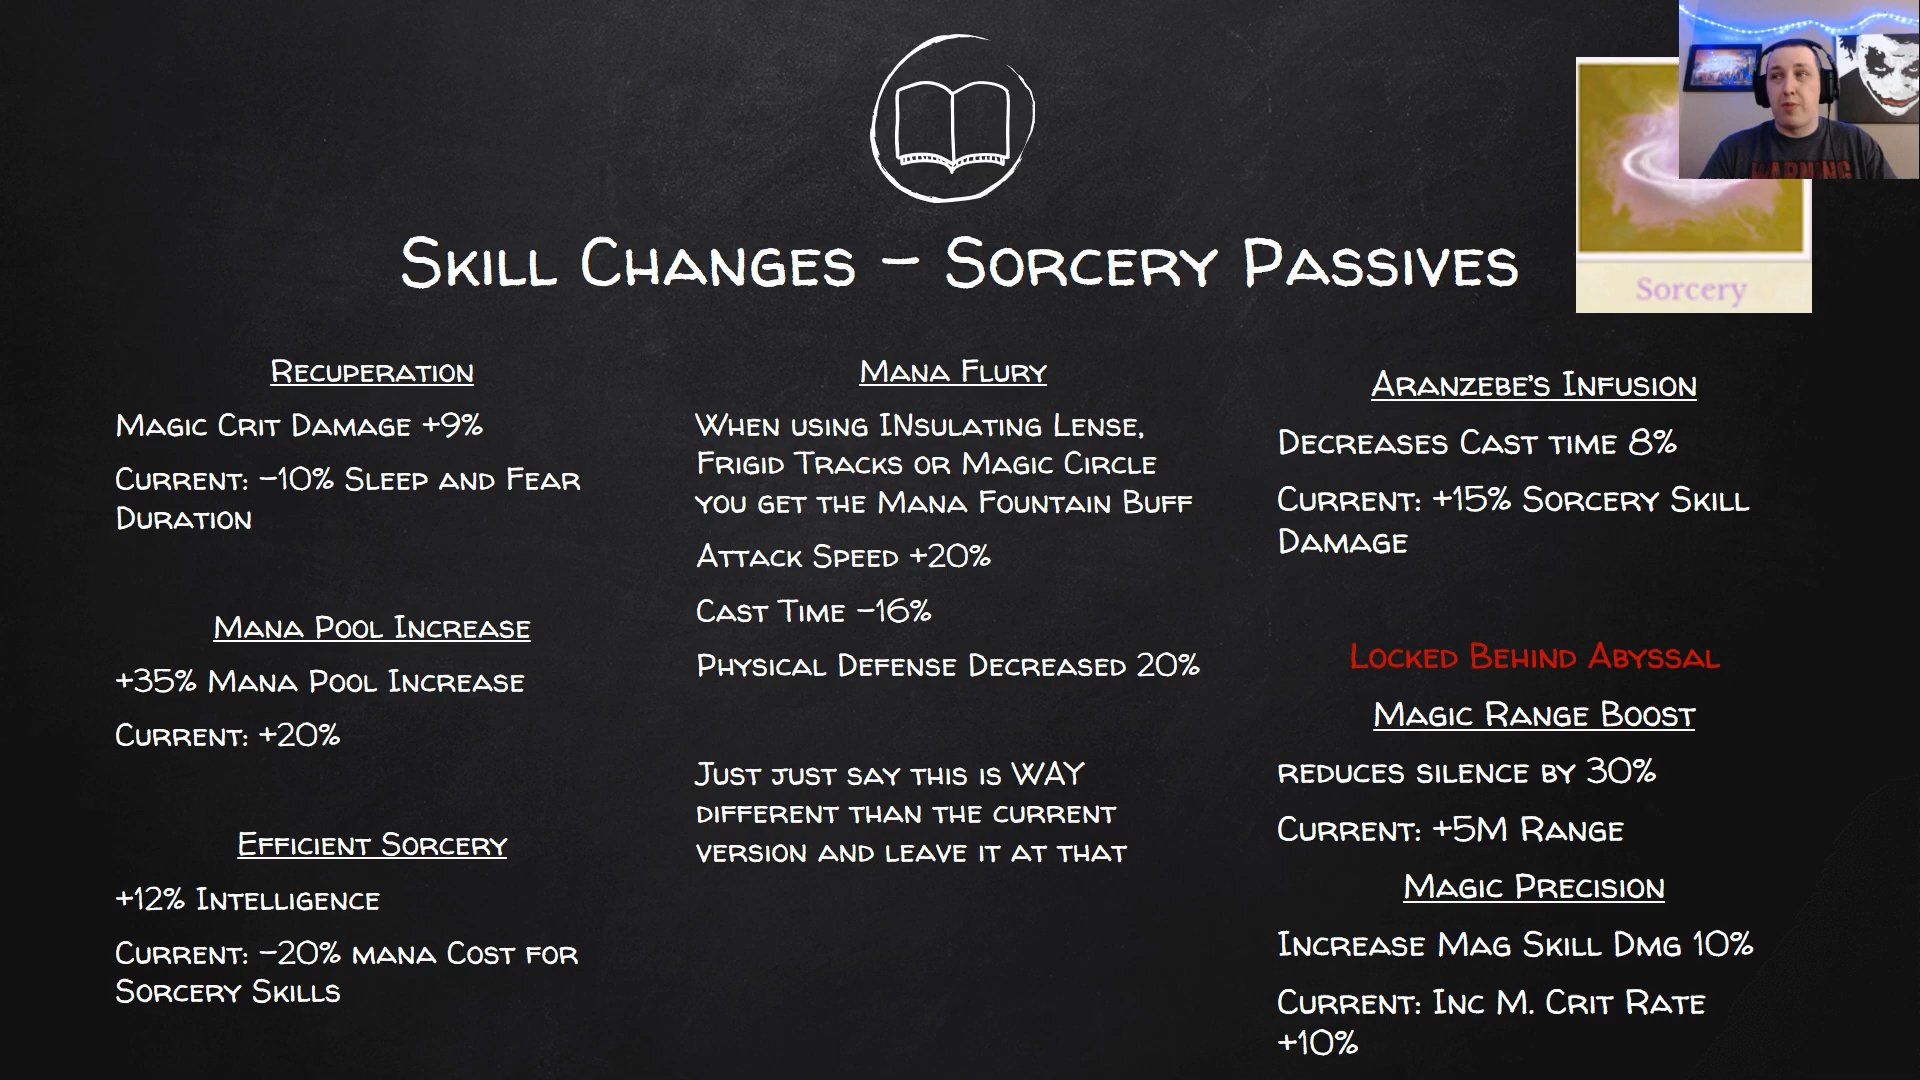 Skill Changes – Sorcery Passives
Sorcery
WARNING
Recuperation
Magic Crit Damage +9%
Current: -10% Sleep and Fear
Duration
Mana Pool Increase
+35% Mana Pool Increase
Current: +20%
Efficient Sorcery
+12% Intelligence
Current: -20% mana Cost for
Sorcery Skills
Mana Flury
When using INsulating Lense,
Frigid Tracks or Magic Circle
you get the Mana Fountain Buff
Attack Speed +20%
Cast Time -16%
Physical Defense Decreased 20%
Just just say this is WAY
different than the current
version and leave it at that
Aranzebe's Infusion
Decreases Cast time 8%
Current: +15% Sorcery Skill
Damage
Locked Behind Abyssal
Magic Range Boost
reduces silence by 30%
Current: +5M Range
Magic Precision
Increase Mag Skill Dmg 10%
Current: Inc M. Crit Rate
+10%